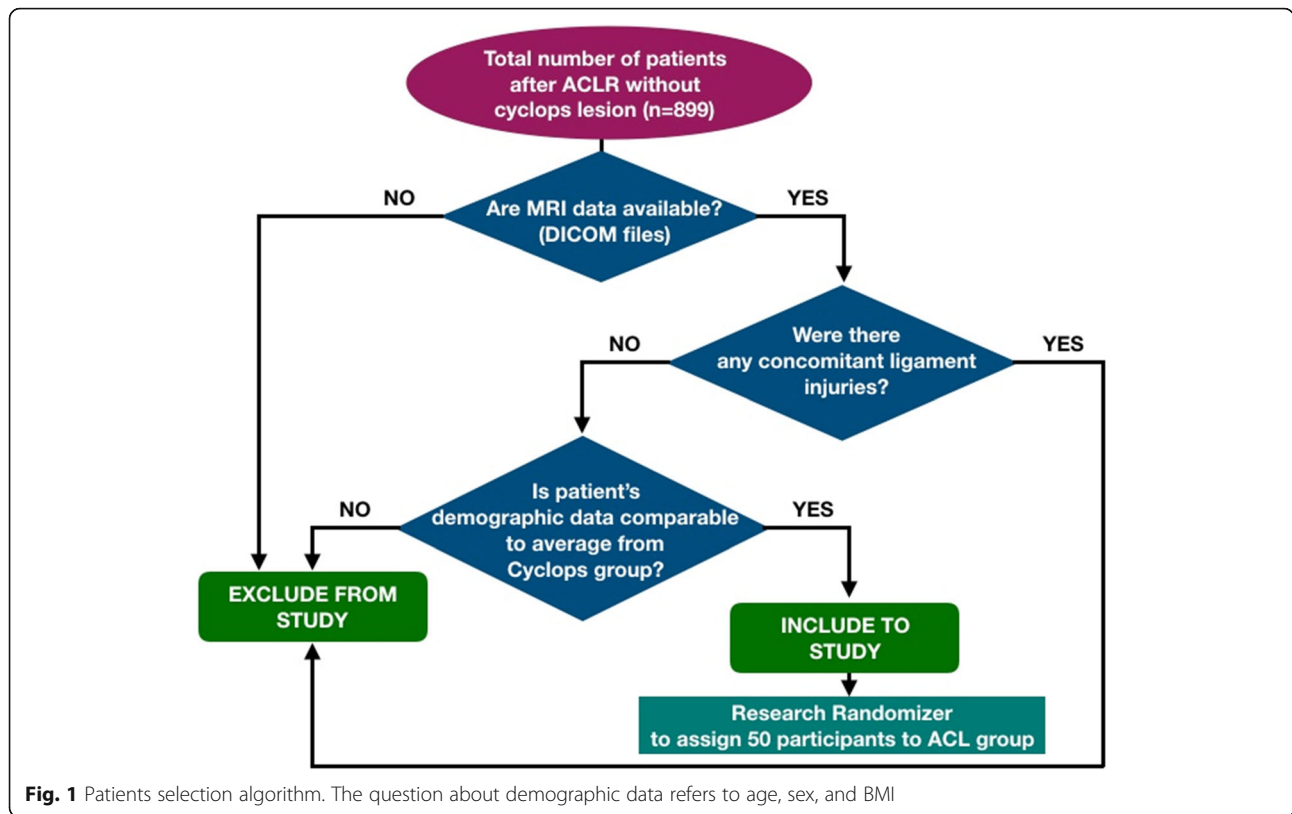 Total number of patients
after ACLR without
cyclops lesion (n=899)
NO
YES
Are MRI data available?
(DICOM files)
NO
YES
Were there
any concomitant ligament
injuries?
NO
YES
Is patient's
demographic data comparable
to average from
Cyclops group?
EXCLUDE FROM
STUDY
INCLUDE TO
STUDY
Research Randomizer
to assign 50 participants to ACL group
Fig. 1 Patients selection algorithm. The question about demographic data refers to age, sex, and BMI